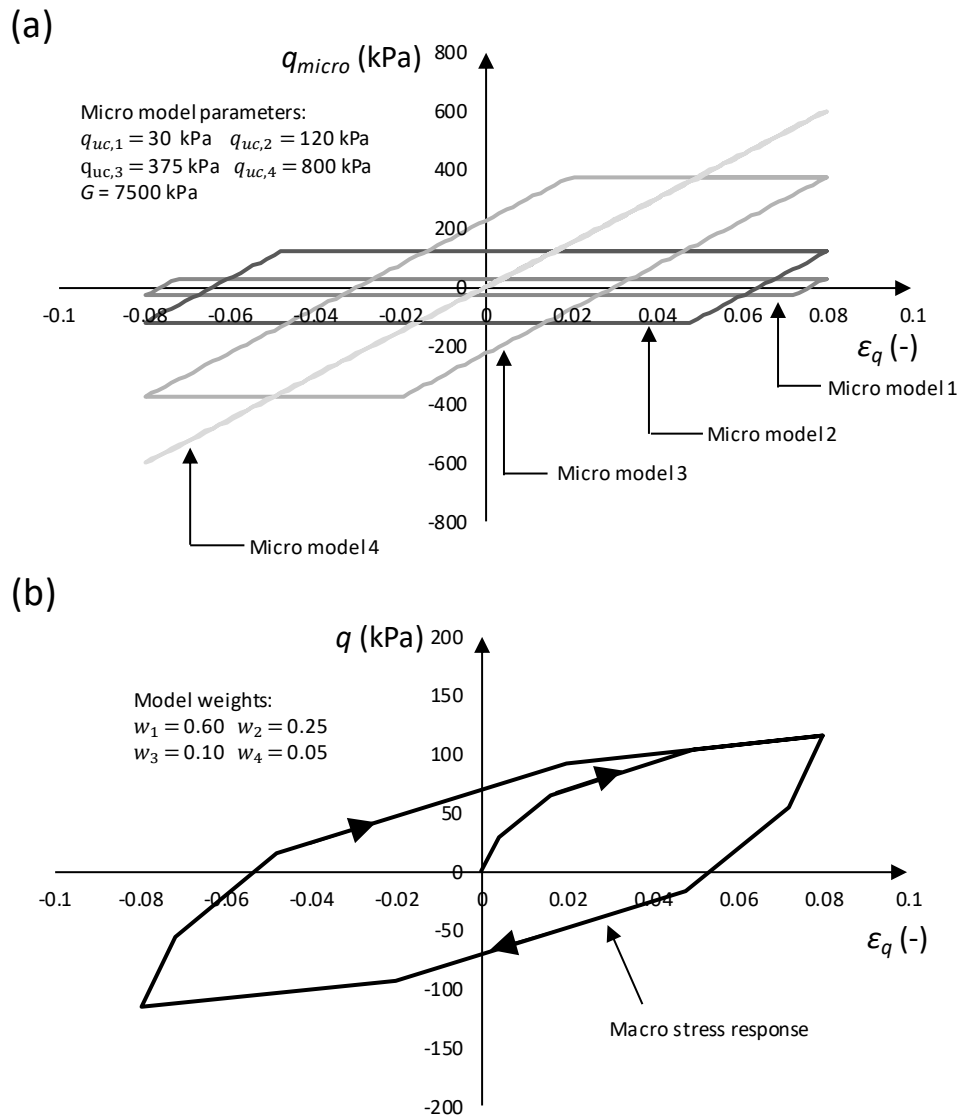 (a)
q_micro (kPa)
Micro model parameters:
q_uc,1 = 30 kPa q_uc,2 = 120 kPa
q_uc,3 = 375 kPa q_uc,4 = 800 kPa
G = 7500 kPa
800
600
400
200
0
-200
-400
-600
-800
-0.1 -0.08 -0.06 -0.04 -0.02 0 0.02 0.04 0.06 0.08 0.1
ε_q (-)
Micro model 1
Micro model 2
Micro model 3
Micro model 4
(b)
q (kPa)
Model weights:
w_1 = 0.60 w_2 = 0.25
w_3 = 0.10 w_4 = 0.05
200
150
100
50
0
-50
-100
-150
-200
-0.1 -0.08 -0.06 -0.04 -0.02 0 0.02 0.04 0.06 0.08 0.1
ε_q (-)
Macro stress response